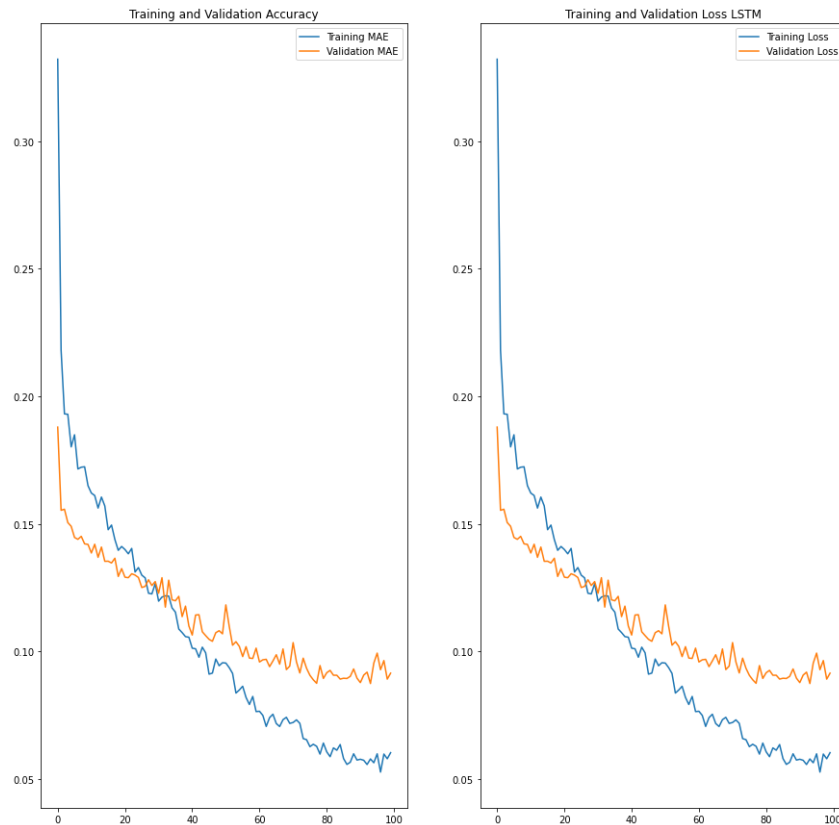 Training and Validation Accuracy
Training MAE
Validation MAE
0.30
0.25
0.20
0.15
0.10
0.05
0 20 40 60 80 100
Training and Validation Loss LSTM
Training Loss
Validation Loss
0.30
0.25
0.20
0.15
0.10
0.05
0 20 40 60 80 100